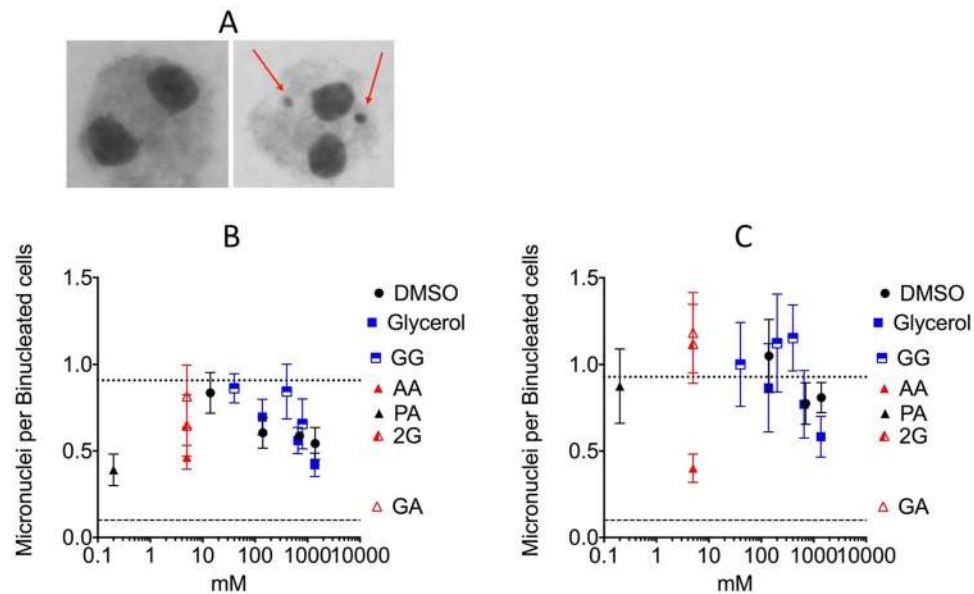 A
B
Micronuclei per Binucleated cells
1.5
1.0
0.5
0.0
0.1 1 10 100 1000 10000
mM
DMSO
Glycerol
GG
AA
PA
2G
GA
C
Micronuclei per Binucleated cells
1.5
1.0
0.5
0.0
0.1 1 10 100 1000 10000
mM
DMSO
Glycerol
GG
AA
PA
2G
GA